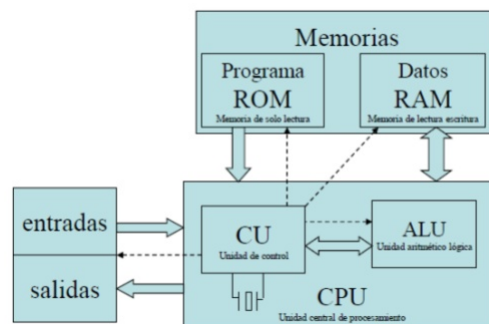 Memorias
Programa
ROM
Memoria de solo lectura
Datos
RAM
Memoria de lectura escritura
entradas
salidas
CU
Unidad de control
ALU
Unidad aritmético lógica
CPU
Unidad central de procesamiento